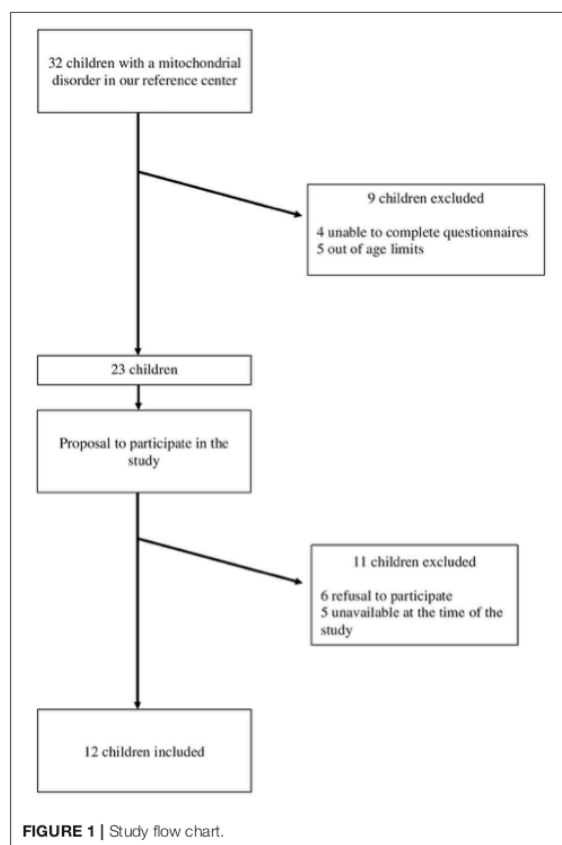 32 children with a mitochondrial
disorder in our reference center
9 children excluded
4 unable to complete questionnaires
5 out of age limits
23 children
Proposal to participate in the
study
11 children excluded
6 refusal to participate
5 unavailable at the time of the
study
12 children included
FIGURE 1 | Study flow chart.